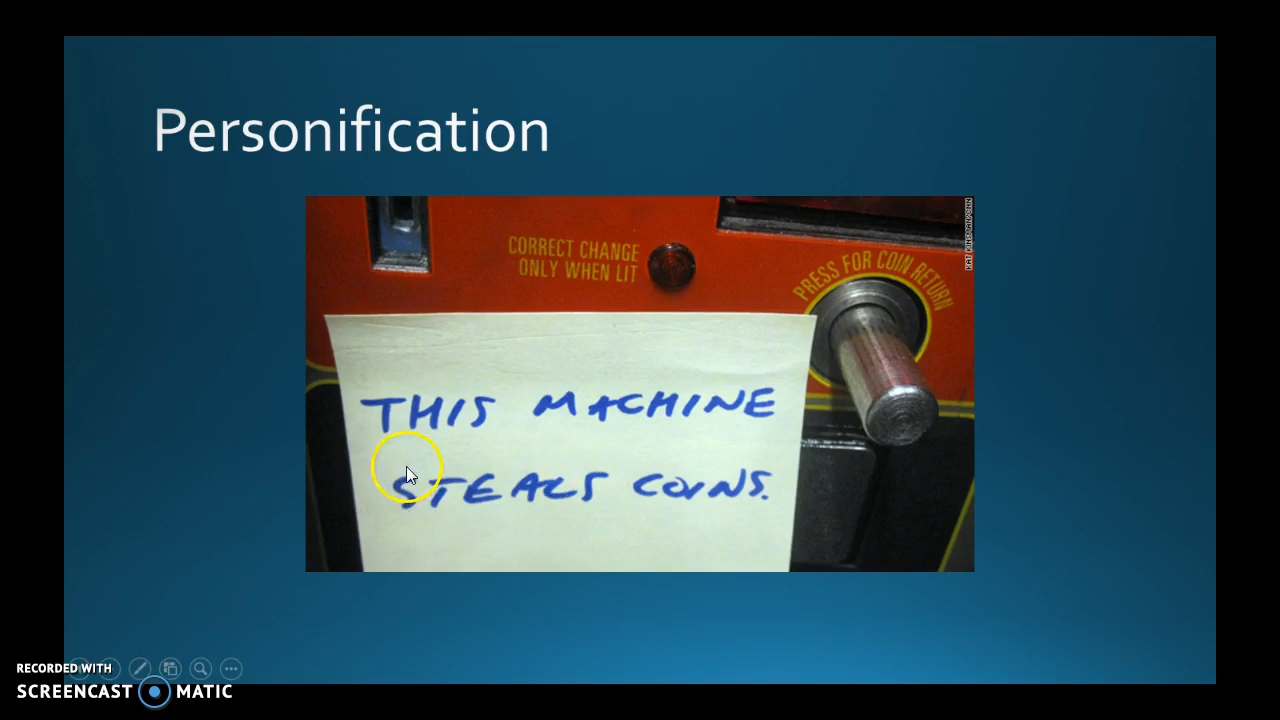 Personification
CORRECT CHANGE
ONLY WHEN LIT
PRESS FOR COIN RETURN
THIS MACHINE
STEALS COINS.
RECORDED WITH
SCREENCAST MATIC